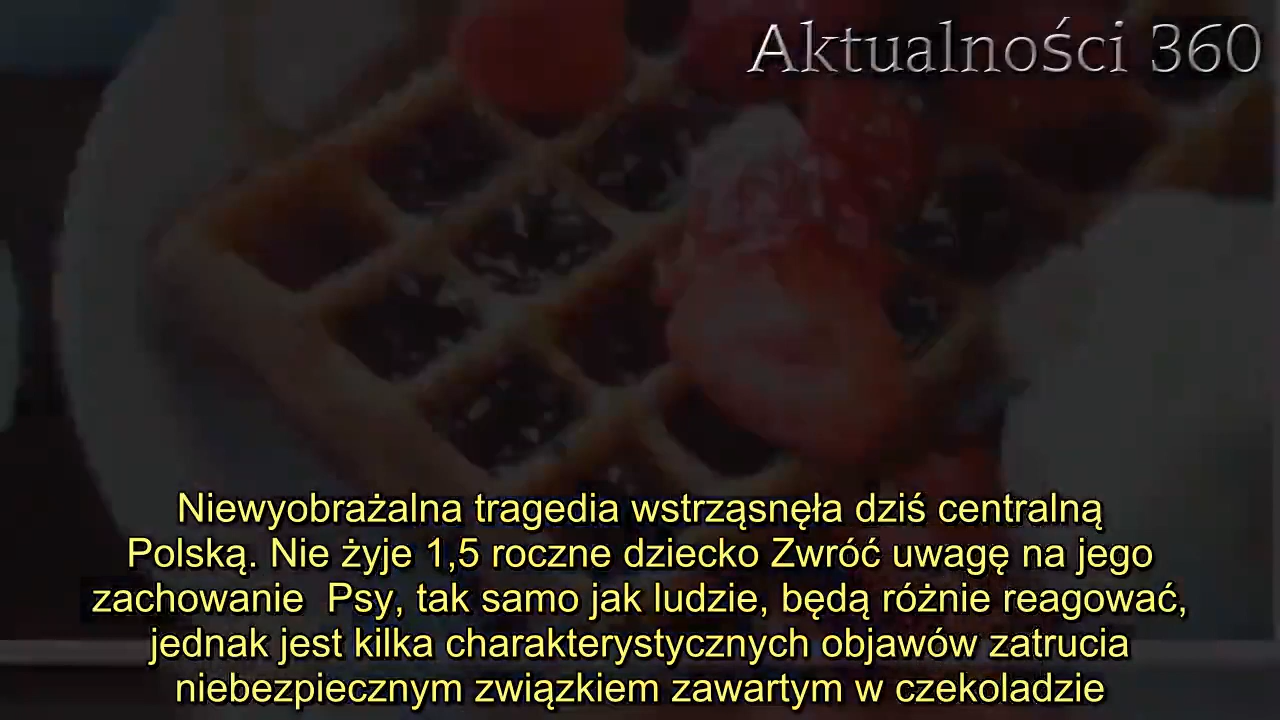 Aktualności 360
Niewyobrażalna tragedia wstrząsnęła dziś centralną
Polską. Nie żyje 1,5 roczne dziecko Zwróć uwagę na jego
zachowanie  Psy, tak samo jak ludzie, będą różnie reagować,
jednak jest kilka charakterystycznych objawów zatrucia
niebezpiecznym związkiem zawartym w czekoladzie